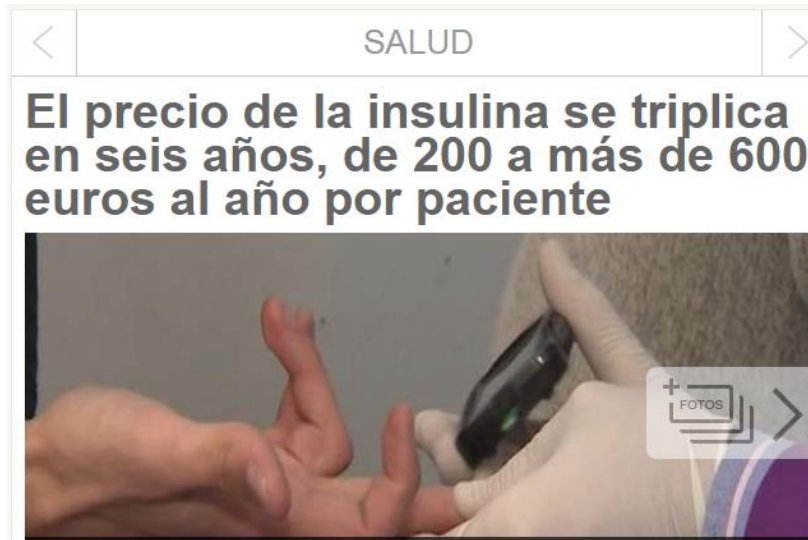 SALUD
El precio de la insulina se triplica
en seis años, de 200 a más de 600
euros al año por paciente
FOTOS